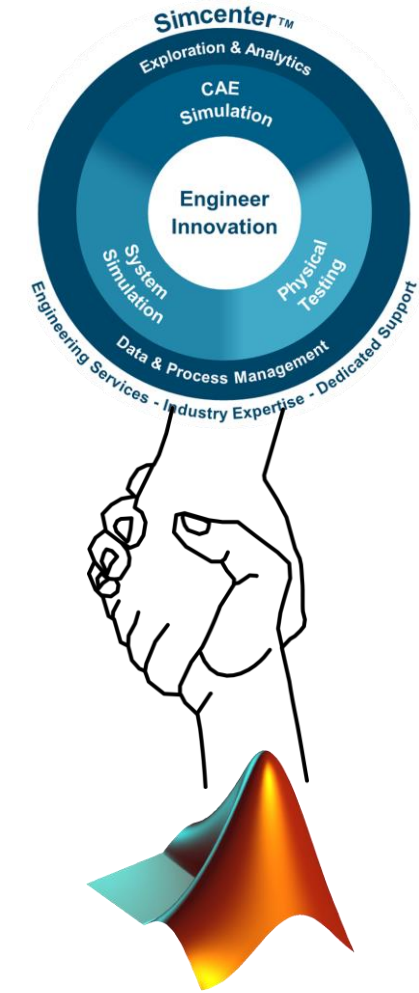 Simcenter™
Exploration & Analytics
CAE
Simulation
Engineer
Innovation
System
Simulation
Physical
Testing
Data & Process Management
Engineering Services - Industry Expertise - Dedicated Support